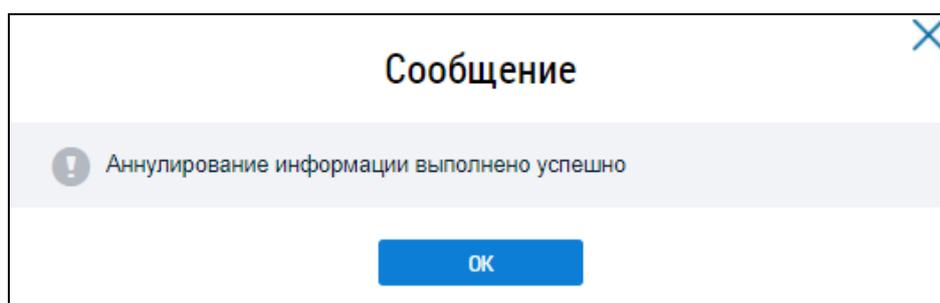 Сообщение
Аннулирование информации выполнено успешно
ОК